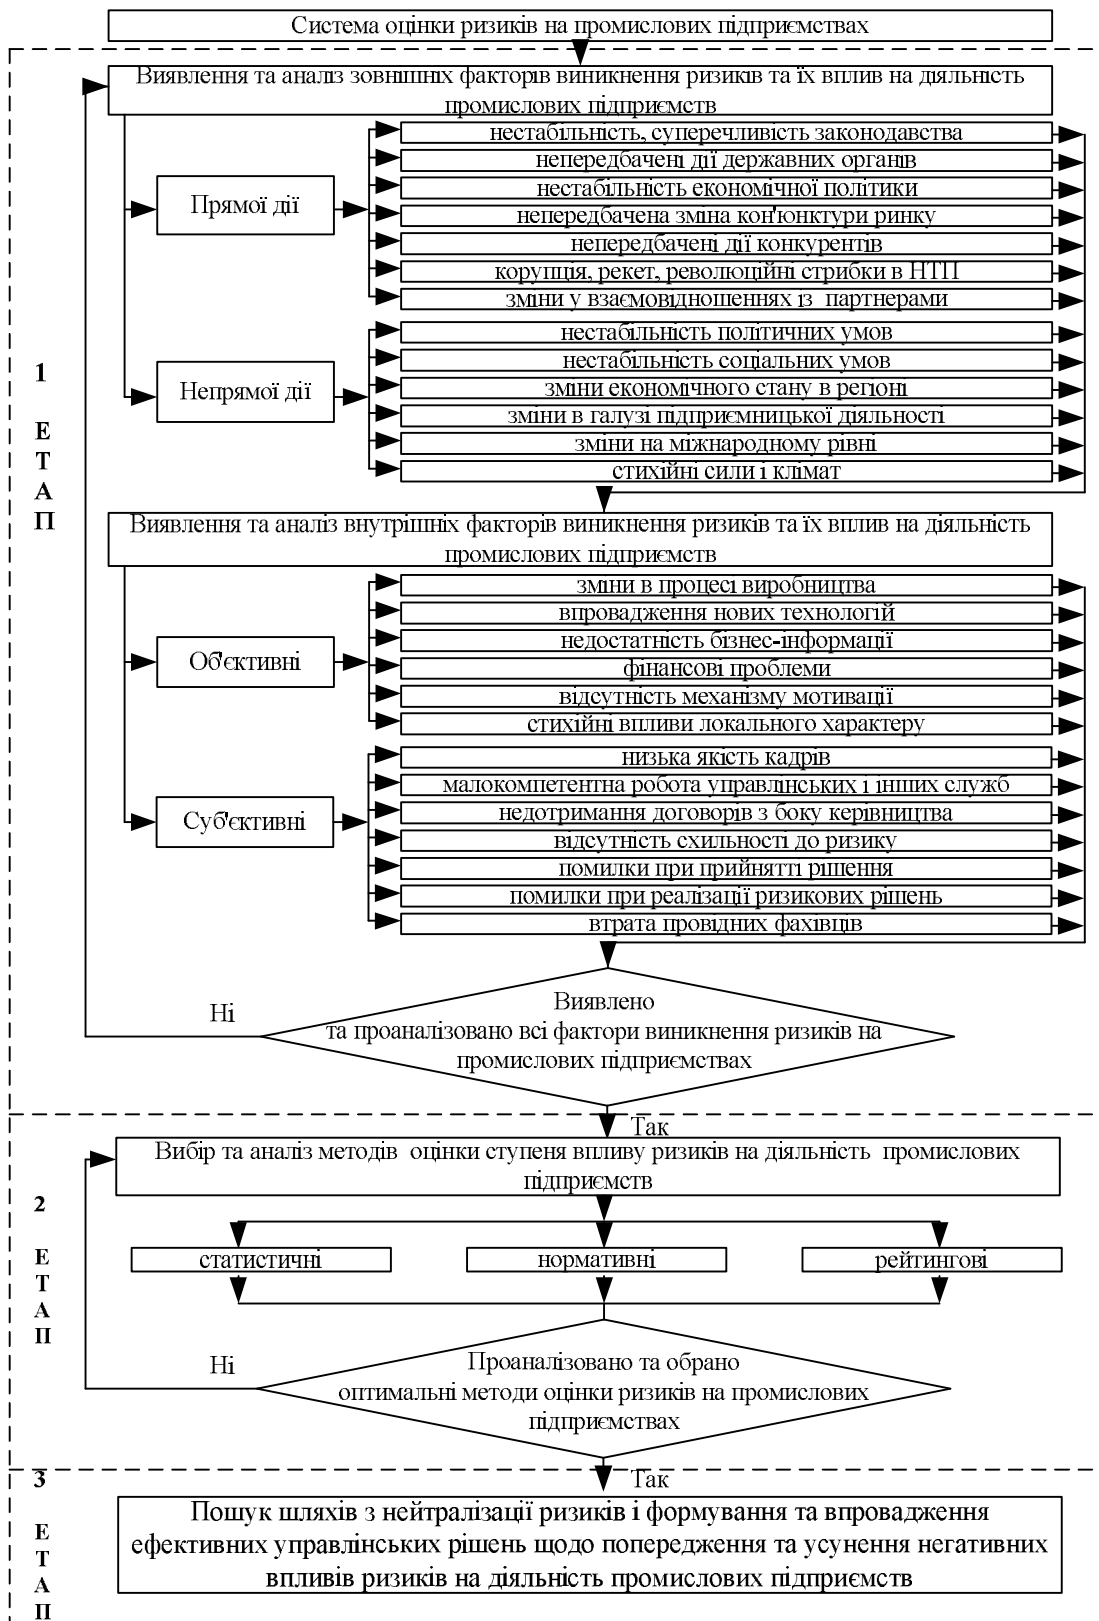 Система оцінки ризиків на промислових підприємствах
Виявлення та аналіз зовнішніх факторів виникнення ризиків та їх вплив на діяльність
промислових підприємств
Прямої дії
нестабільність, суперечливість законодавства
непередбачені дії державних органів
нестабільність економічної політики
непередбачена зміна кон'юнктури ринку
непередбачені дії конкурентів
корупція, рекет, революційні стрибки в НТП
зміни у взаємовідношеннях із партнерами
Непрямої дії
нестабільність політичних умов
нестабільність соціальних умов
зміни економічного стану в регіоні
зміни в галузі підприємницької діяльності
зміни на міжнародному рівні
стихійні сили і клімат
1
Е
Т
А
П
Виявлення та аналіз внутрішніх факторів виникнення ризиків та їх вплив на діяльність
промислових підприємств
Об'єктивні
зміни в процесі виробництва
впровадження нових технологій
недостатність бізнес-інформації
фінансові проблеми
відсутність механізму мотивації
стихійні впливи локального характеру
Суб'єктивні
низька якість кадрів
малокомпетентна робота управлінських і інших служб
недотримання договорів з боку керівництва
відсутність схильності до ризику
помилки при прийнятті рішення
помилки при реалізації ризикових рішень
втрата провідних фахівців
Ні
Виявлено
та проаналізовано всі фактори виникнення ризиків на
промислових підприємствах
Так
Вибір та аналіз методів оцінки ступеня впливу ризиків на діяльність промислових
підприємств
2
Е
Т
А
П
статистичні
нормативні
рейтингові
Ні
Проаналізовано та обрано
оптимальні методи оцінки ризиків на промислових
підприємствах
Так
3
Е
Т
А
П
Пошук шляхів з нейтралізації ризиків і формування та впровадження
ефективних управлінських рішень щодо попередження та усунення негативних
впливів ризиків на діяльність промислових підприємств